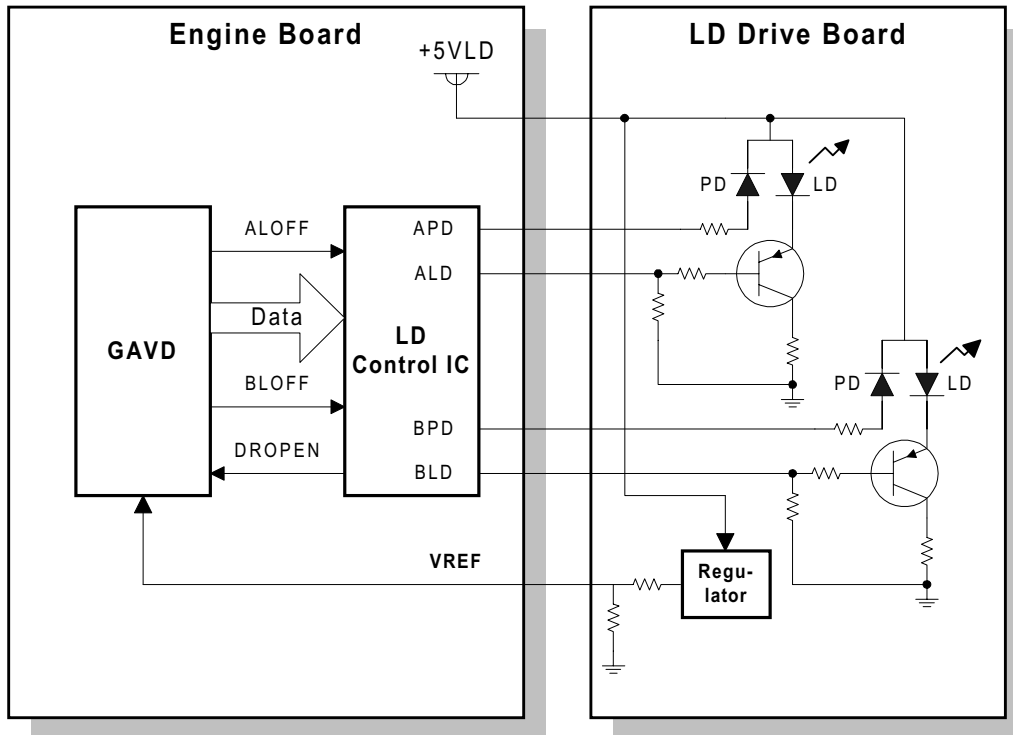 Engine Board
LD Drive Board
+5VLD
PD
LD
ALOFF
APD
ALD
Data
GAVD
LD
Control IC
BLOFF
PD
LD
BPD
DROPEN
BLD
VREF
Regu-
lator